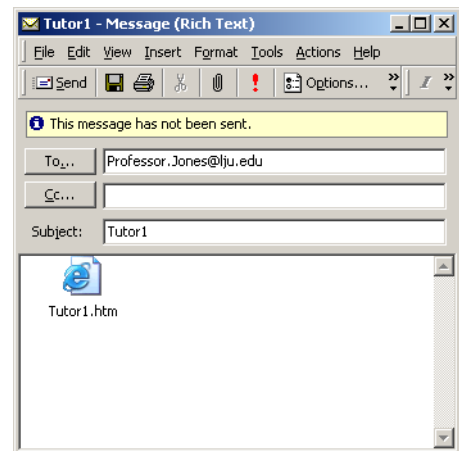 Tutor1 - Message (Rich Text)
File Edit View Insert Format Tools Actions Help
Send Options...
This message has not been sent.
To... Professor.Jones@lju.edu
Cc...
Subject: Tutor1
Tutor1.htm